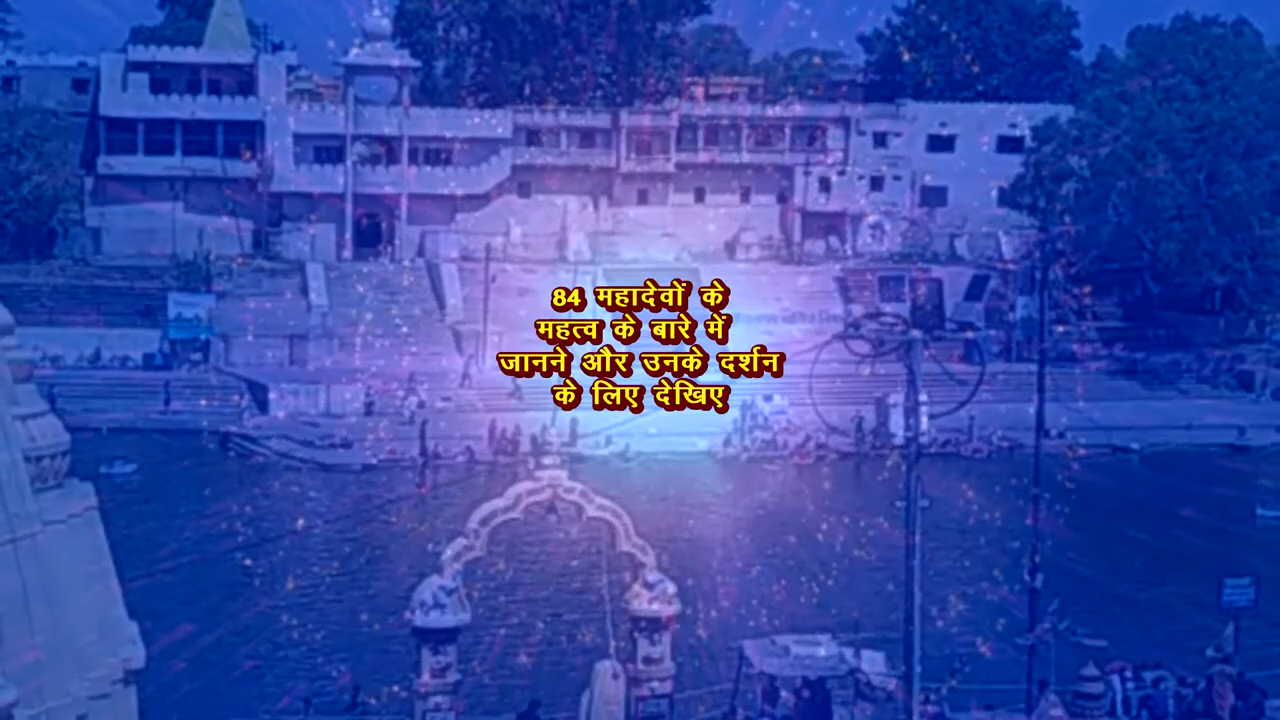 84 महादेवों के
महत्व के बारे में
जानने और उनके दर्शन
के लिए देखिए